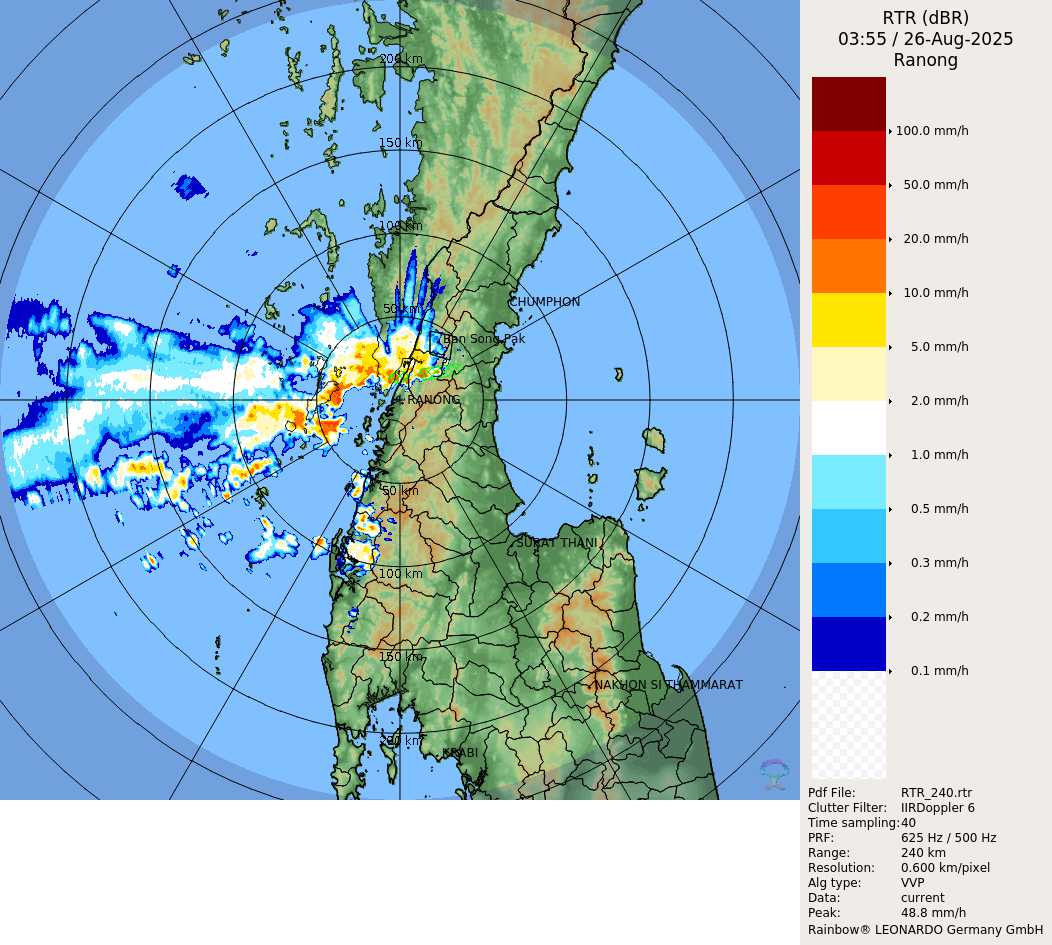 RTR (dBR)
03:55 / 26-Aug-2025
Ranong
200 km
150 km
100 km
50 km
CHUMPHON
Ban Song Pak
RANONG
50 km
SURAT THANI
100 km
150 km
NAKHON SI THAMMARAT
200 km
KRABI
100.0 mm/h
50.0 mm/h
20.0 mm/h
10.0 mm/h
5.0 mm/h
2.0 mm/h
1.0 mm/h
0.5 mm/h
0.3 mm/h
0.2 mm/h
0.1 mm/h
Pdf File: RTR_240.rtr
Clutter Filter: IIRDoppler 6
Time sampling:40
PRF: 625 Hz / 500 Hz
Range: 240 km
Resolution: 0.600 km/pixel
Alg type: VVP
Data: current
Peak: 48.8 mm/h
Rainbow® LEONARDO Germany GmbH